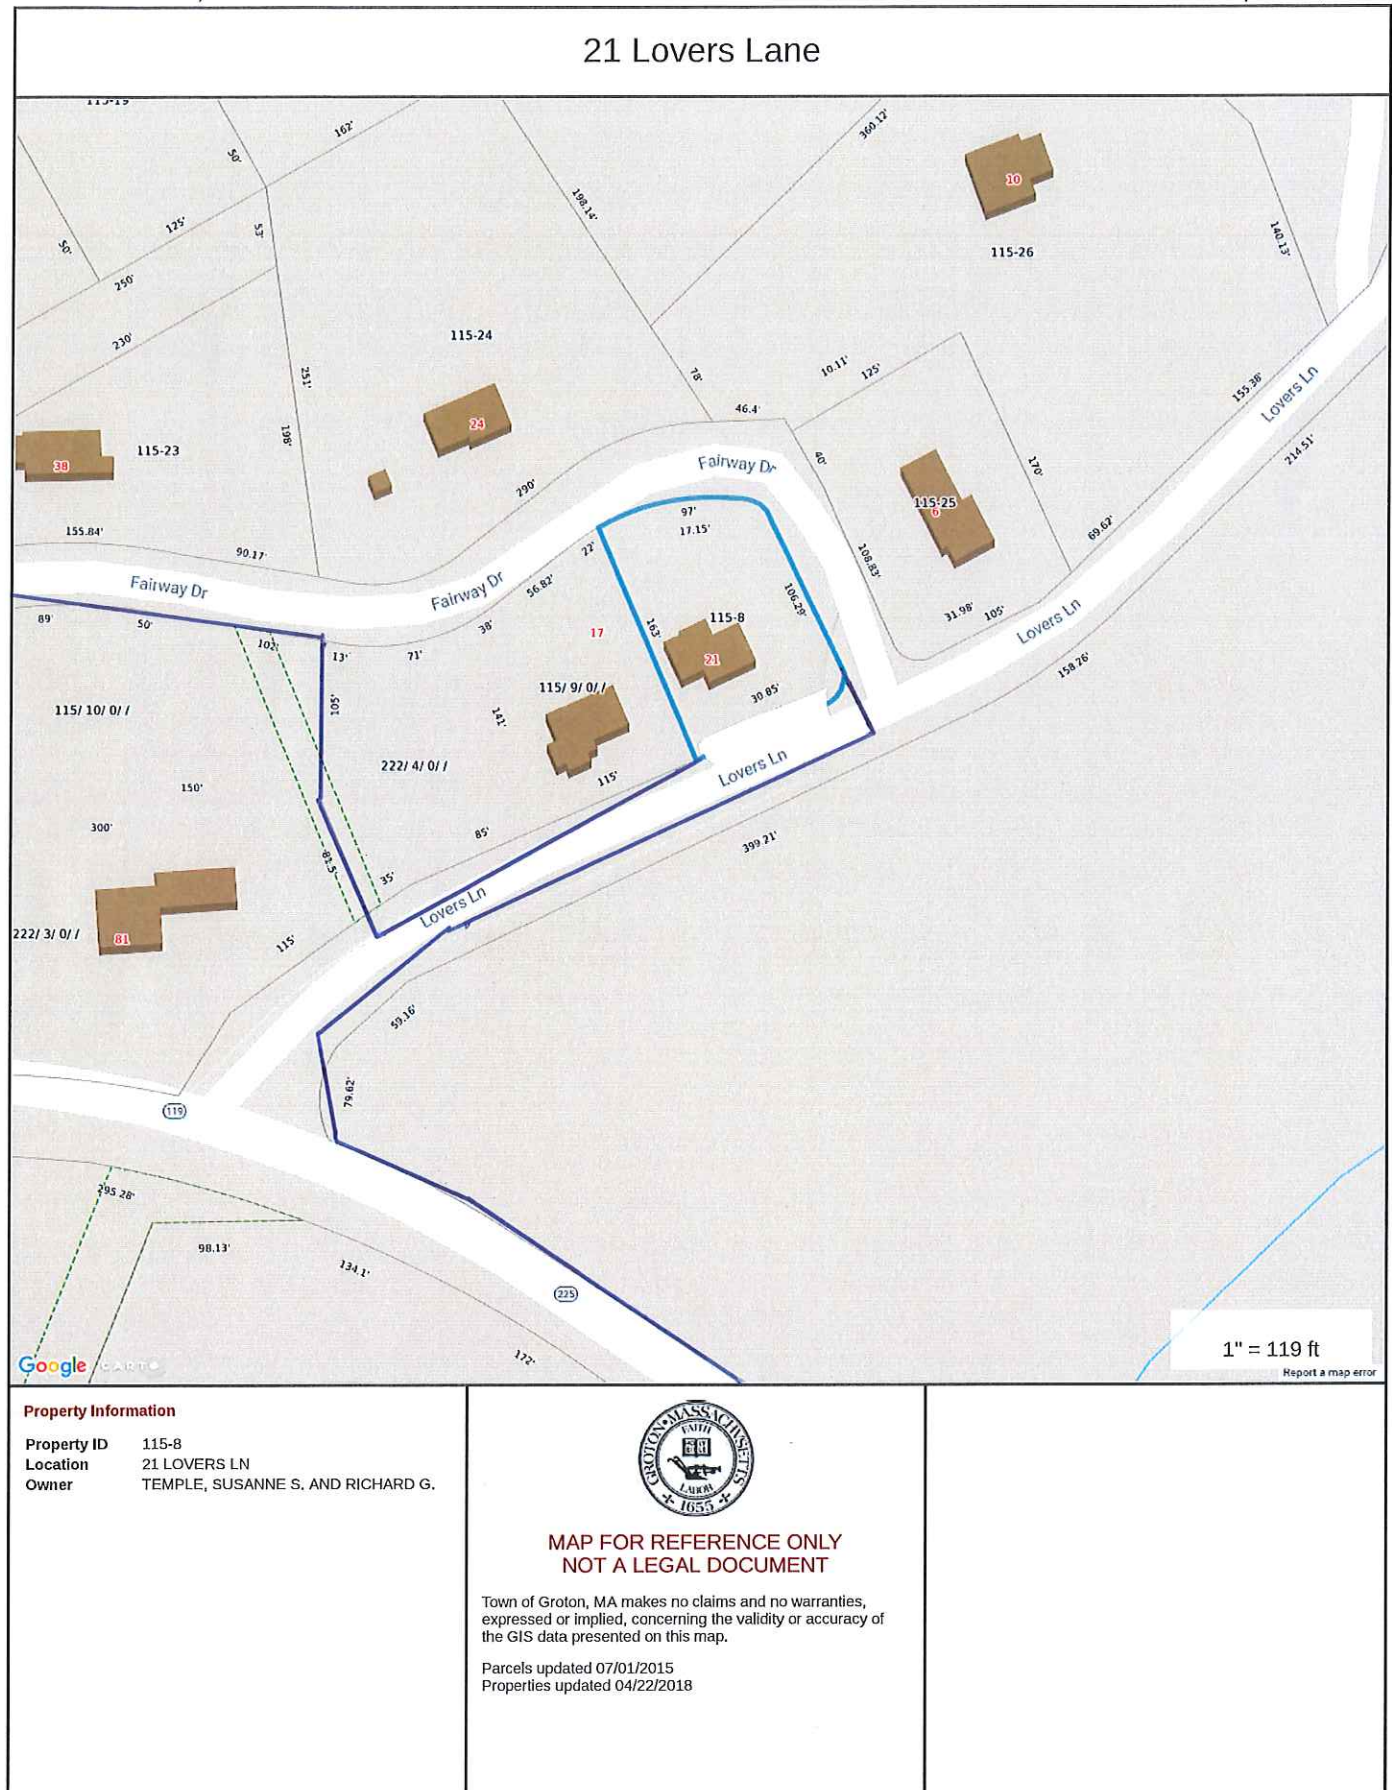 21 Lovers Lane
115-19
162'
360.12'
50'
10
198.14'
125'
53'
50'
140.13'
115-26
250'
115-24
230'
10.11'
155.38'
Lovers Ln
251'
78'
125'
46.4'
24
198'
214.51'
115-23
40'
170'
38
Fairway Dr
290'
115-25
6
97'
69.62'
155.84'
17.15'
90.17'
22'
108.83'
Fairway Dr
Fairway Dr
56.82'
106.29'
31.98'
105'
Lovers Ln
89'
50'
38'
17
163'
115-8
102'
13'
71'
21
158.26'
115/ 9/ 0/ /
30.85'
105'
115/ 10/ 0/ /
141'
222/ 4/ 0/ /
Lovers Ln
115'
150'
300'
85'
399.21'
81.5'
35'
Lovers Ln
222/ 3/ 0/ /
81
115'
59.16'
79.62'
119
295.28'
98.13'
134.1'
225
172'
1" = 119 ft
Google CARTO
Report a map error
Property Information
Property ID 115-8
Location 21 LOVERS LN
Owner TEMPLE, SUSANNE S. AND RICHARD G.
GROTON • MASSACHVSETTS
FAITH
LABOR
1655
MAP FOR REFERENCE ONLY
NOT A LEGAL DOCUMENT
Town of Groton, MA makes no claims and no warranties,
expressed or implied, concerning the validity or accuracy of
the GIS data presented on this map.
Parcels updated 07/01/2015
Properties updated 04/22/2018